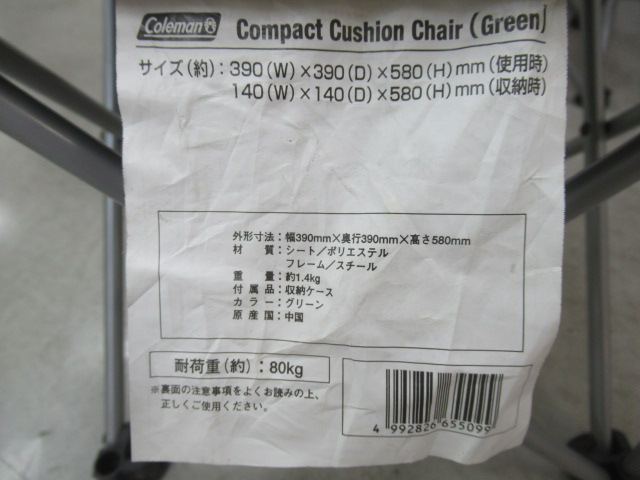 Coleman Compact Cushion Chair (Green)
サイズ(約):390(W)×390(D)×580(H)mm(使用時)
140(W)×140(D)×580(H)mm(収納時)
外形寸法:幅390mm×奥行390mm×高さ580mm
材　質:シート/ポリエステル
フレーム/スチール
重　量:約1.4kg
付属品:収納ケース
カラー:グリーン
原産国:中国
耐荷重(約):80kg
※裏面の注意事項をよくお読みの上、
正しくご使用ください。
4 992826 655099